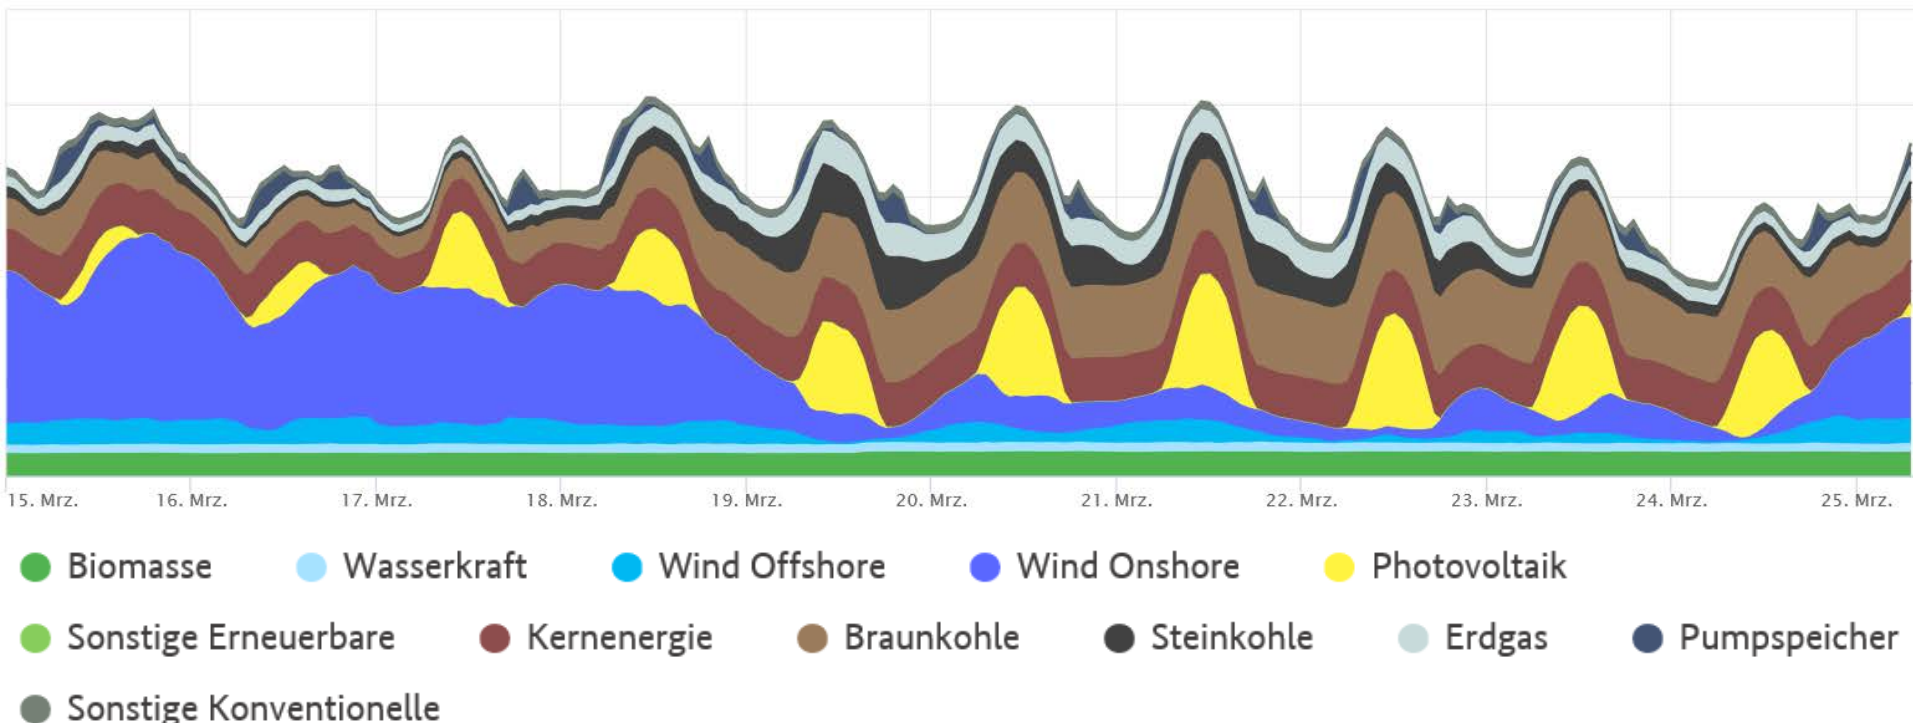 15. Mrz. 16. Mrz. 17. Mrz. 18. Mrz. 19. Mrz. 20. Mrz. 21. Mrz. 22. Mrz. 23. Mrz. 24. Mrz. 25. Mrz.
Biomasse Wasserkraft Wind Offshore Wind Onshore Photovoltaik
Sonstige Erneuerbare Kernenergie Braunkohle Steinkohle Erdgas Pumpspeicher
Sonstige Konventionelle